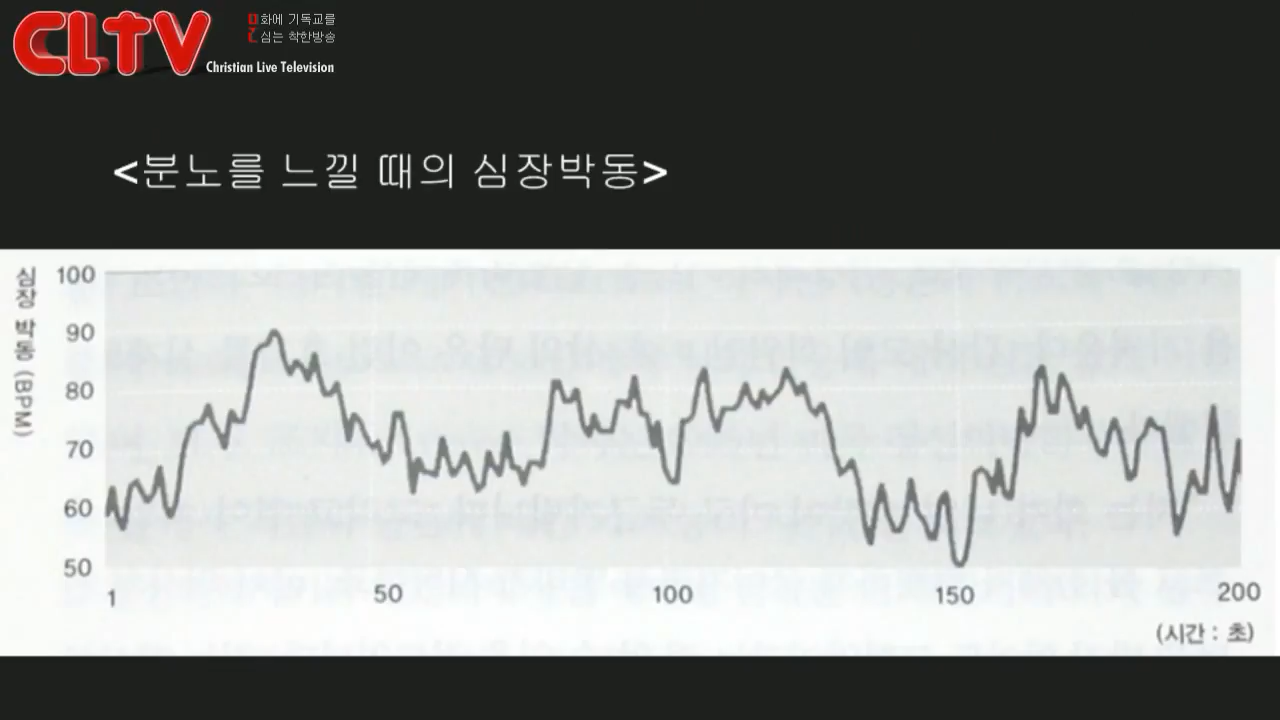 CLTV
문화에 기독교를
심는 착한방송
Christian Live Television
<분노를 느낄 때의 심장박동>
심장 박동 (BPM)
100
90
80
70
60
50
1 50 100 150 200
(시간 : 초)